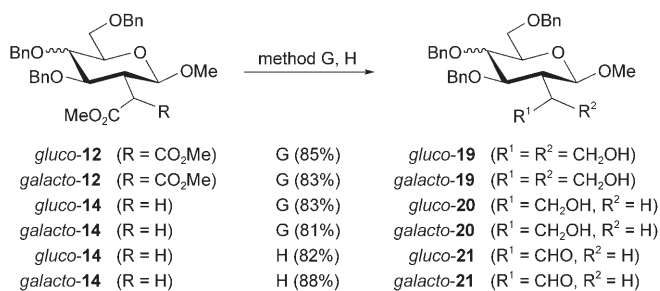 OBn OBn
BnO O method G, H BnO O
BnO OMe BnO OMe
MeO₂C R R¹ R²
gluco-12 (R = CO₂Me) G (85%) gluco-19 (R¹ = R² = CH₂OH)
galacto-12 (R = CO₂Me) G (83%) galacto-19 (R¹ = R² = CH₂OH)
gluco-14 (R = H) G (83%) gluco-20 (R¹ = CH₂OH, R² = H)
galacto-14 (R = H) G (81%) galacto-20 (R¹ = CH₂OH, R² = H)
gluco-14 (R = H) H (82%) gluco-21 (R¹ = CHO, R² = H)
galacto-14 (R = H) H (88%) galacto-21 (R¹ = CHO, R² = H)